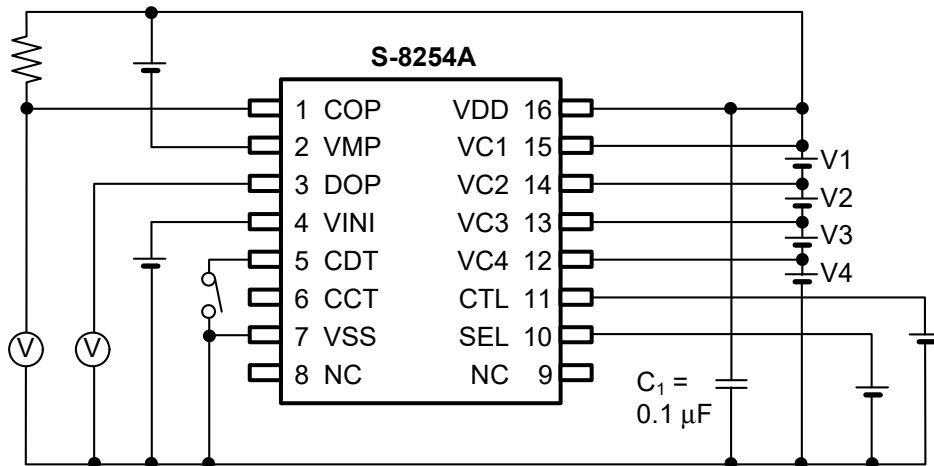 S-8254A
1 COP VDD 16
2 VMP VC1 15
3 DOP VC2 14
4 VINI VC3 13
5 CDT VC4 12
6 CCT CTL 11
7 VSS SEL 10
8 NC NC 9
V1
V2
V3
V4
V
V
C₁ =
0.1 μF